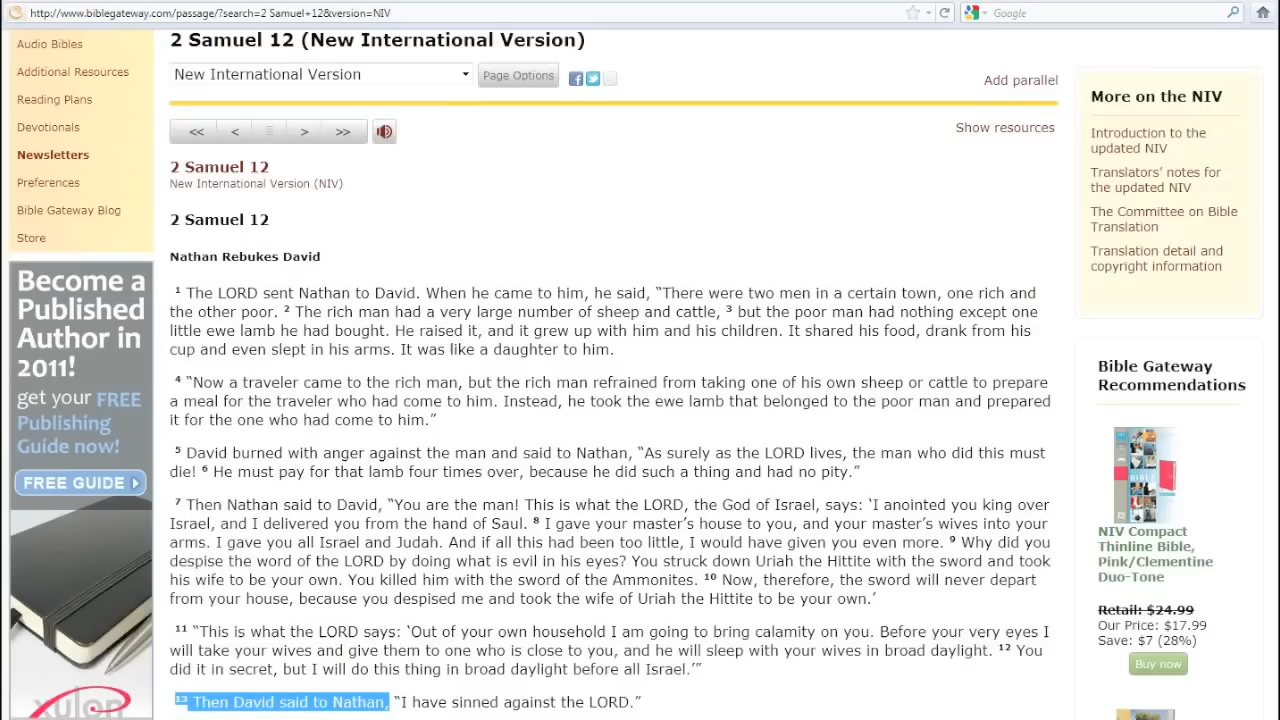 http://www.biblegateway.com/passage/?search=2 Samuel+12&version=NIV
Google
Audio Bibles
Additional Resources
Reading Plans
Devotionals
Newsletters
Preferences
Bible Gateway Blog
Store
Become a
Published
Author in
2011!
get your FREE
Publishing
Guide now!
FREE GUIDE
xulon
2 Samuel 12 (New International Version)
New International Version
Page Options
Add parallel
<< < > >>
Show resources
2 Samuel 12
New International Version (NIV)
2 Samuel 12
Nathan Rebukes David
1 The LORD sent Nathan to David. When he came to him, he said, “There were two men in a certain town, one rich and
the other poor. 2 The rich man had a very large number of sheep and cattle, 3 but the poor man had nothing except one
little ewe lamb he had bought. He raised it, and it grew up with him and his children. It shared his food, drank from his
cup and even slept in his arms. It was like a daughter to him.
4 “Now a traveler came to the rich man, but the rich man refrained from taking one of his own sheep or cattle to prepare
a meal for the traveler who had come to him. Instead, he took the ewe lamb that belonged to the poor man and prepared
it for the one who had come to him.”
5 David burned with anger against the man and said to Nathan, “As surely as the LORD lives, the man who did this must
die! 6 He must pay for that lamb four times over, because he did such a thing and had no pity.”
7 Then Nathan said to David, “You are the man! This is what the LORD, the God of Israel, says: ‘I anointed you king over
Israel, and I delivered you from the hand of Saul. 8 I gave your master’s house to you, and your master’s wives into your
arms. I gave you all Israel and Judah. And if all this had been too little, I would have given you even more. 9 Why did you
despise the word of the LORD by doing what is evil in his eyes? You struck down Uriah the Hittite with the sword and took
his wife to be your own. You killed him with the sword of the Ammonites. 10 Now, therefore, the sword will never depart
from your house, because you despised me and took the wife of Uriah the Hittite to be your own.’
11 “This is what the LORD says: ‘Out of your own household I am going to bring calamity on you. Before your very eyes I
will take your wives and give them to one who is close to you, and he will sleep with your wives in broad daylight. 12 You
did it in secret, but I will do this thing in broad daylight before all Israel.’”
13 Then David said to Nathan, “I have sinned against the LORD.”
More on the NIV
Introduction to the
updated NIV
Translators’ notes for
the updated NIV
The Committee on Bible
Translation
Translation detail and
copyright information
Bible Gateway
Recommendations
NIV Compact
Thinline Bible,
Pink/Clementine
Duo-Tone
Retail: $24.99
Our Price: $17.99
Save: $7 (28%)
Buy now